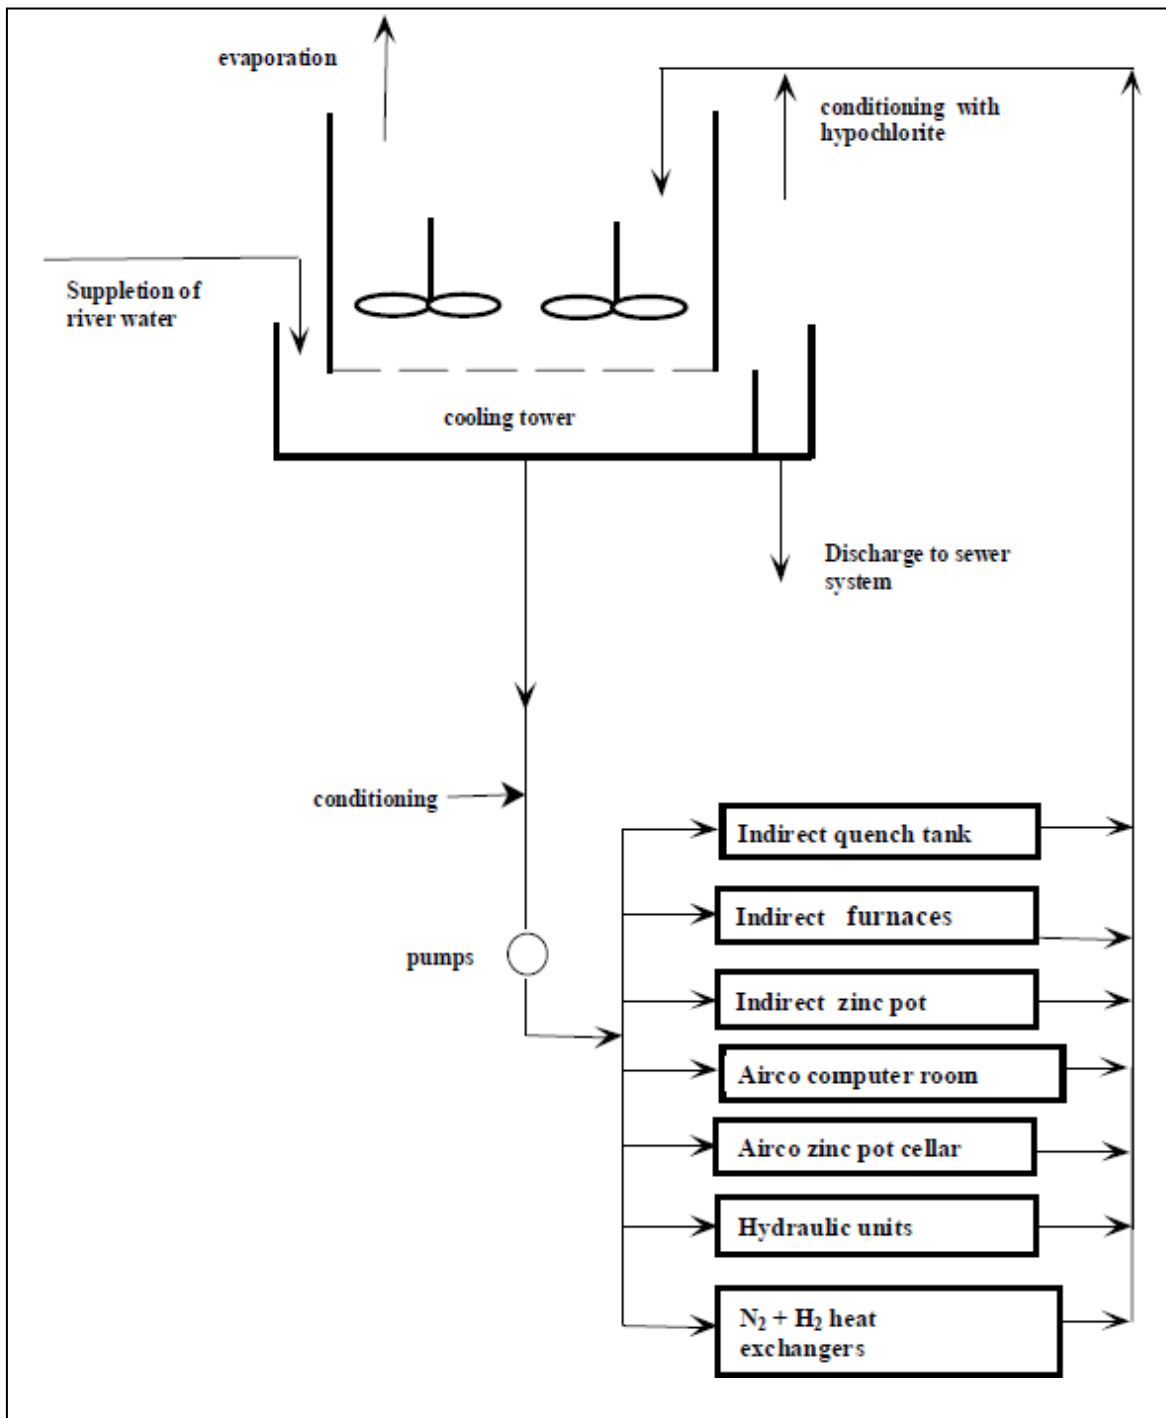 evaporation
conditioning with
hypochlorite
Suppletion of
river water
cooling tower
Discharge to sewer
system
conditioning
pumps
Indirect quench tank
Indirect furnaces
Indirect zinc pot
Airco computer room
Airco zinc pot cellar
Hydraulic units
N₂ + H₂ heat
exchangers